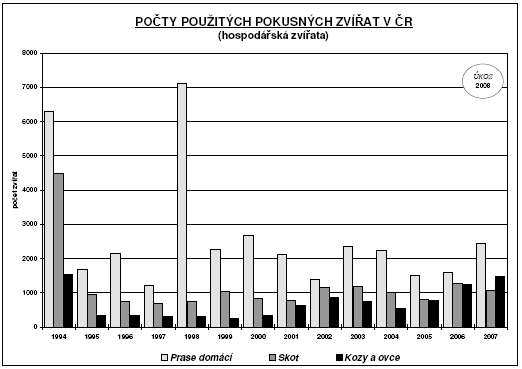 POČTY POUŽITÝCH POKUSNÝCH ZVÍŘAT V ČR
(hospodářská zvířata)
8000
ÚKOZ
2008
7000
6000
5000
4000
3000
2000
1000
0
počet zvířat
1994 1995 1996 1997 1998 1999 2000 2001 2002 2003 2004 2005 2006 2007
Prase domácí Skot Kozy a ovce